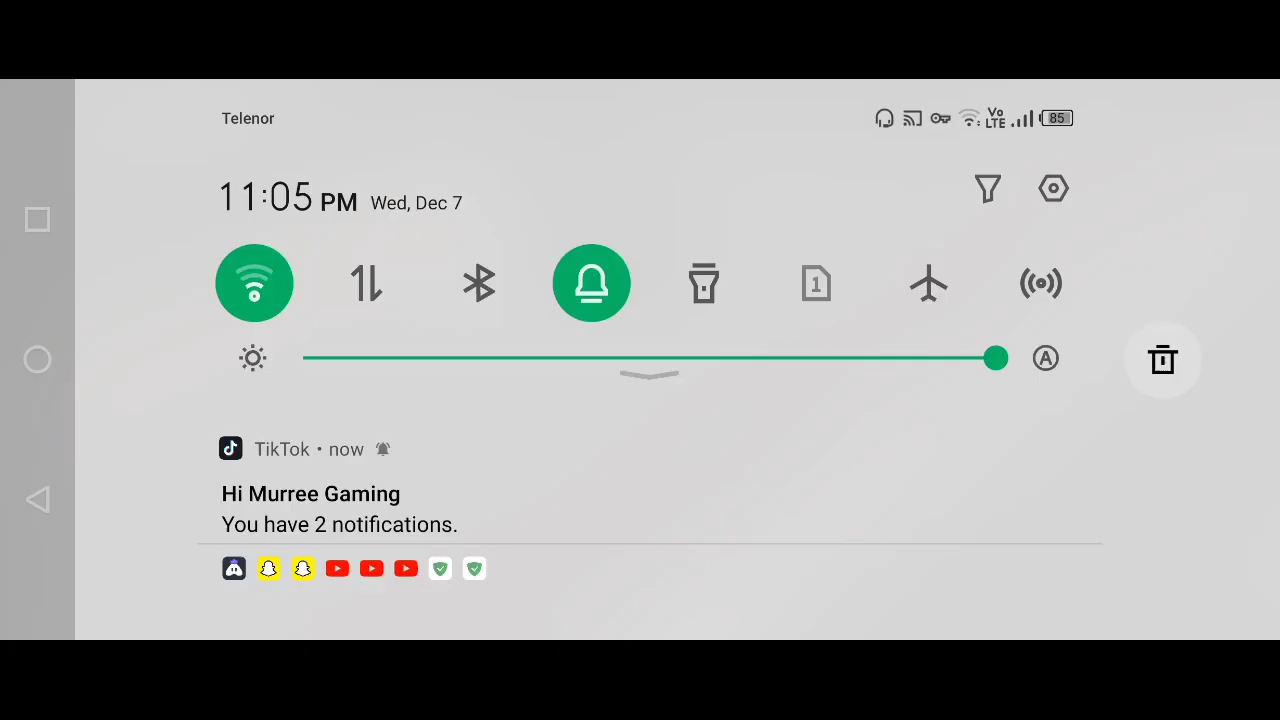 Telenor
Vo
LTE
85
11:05 PM Wed, Dec 7
1
A
TikTok • now
Hi Murree Gaming
You have 2 notifications.